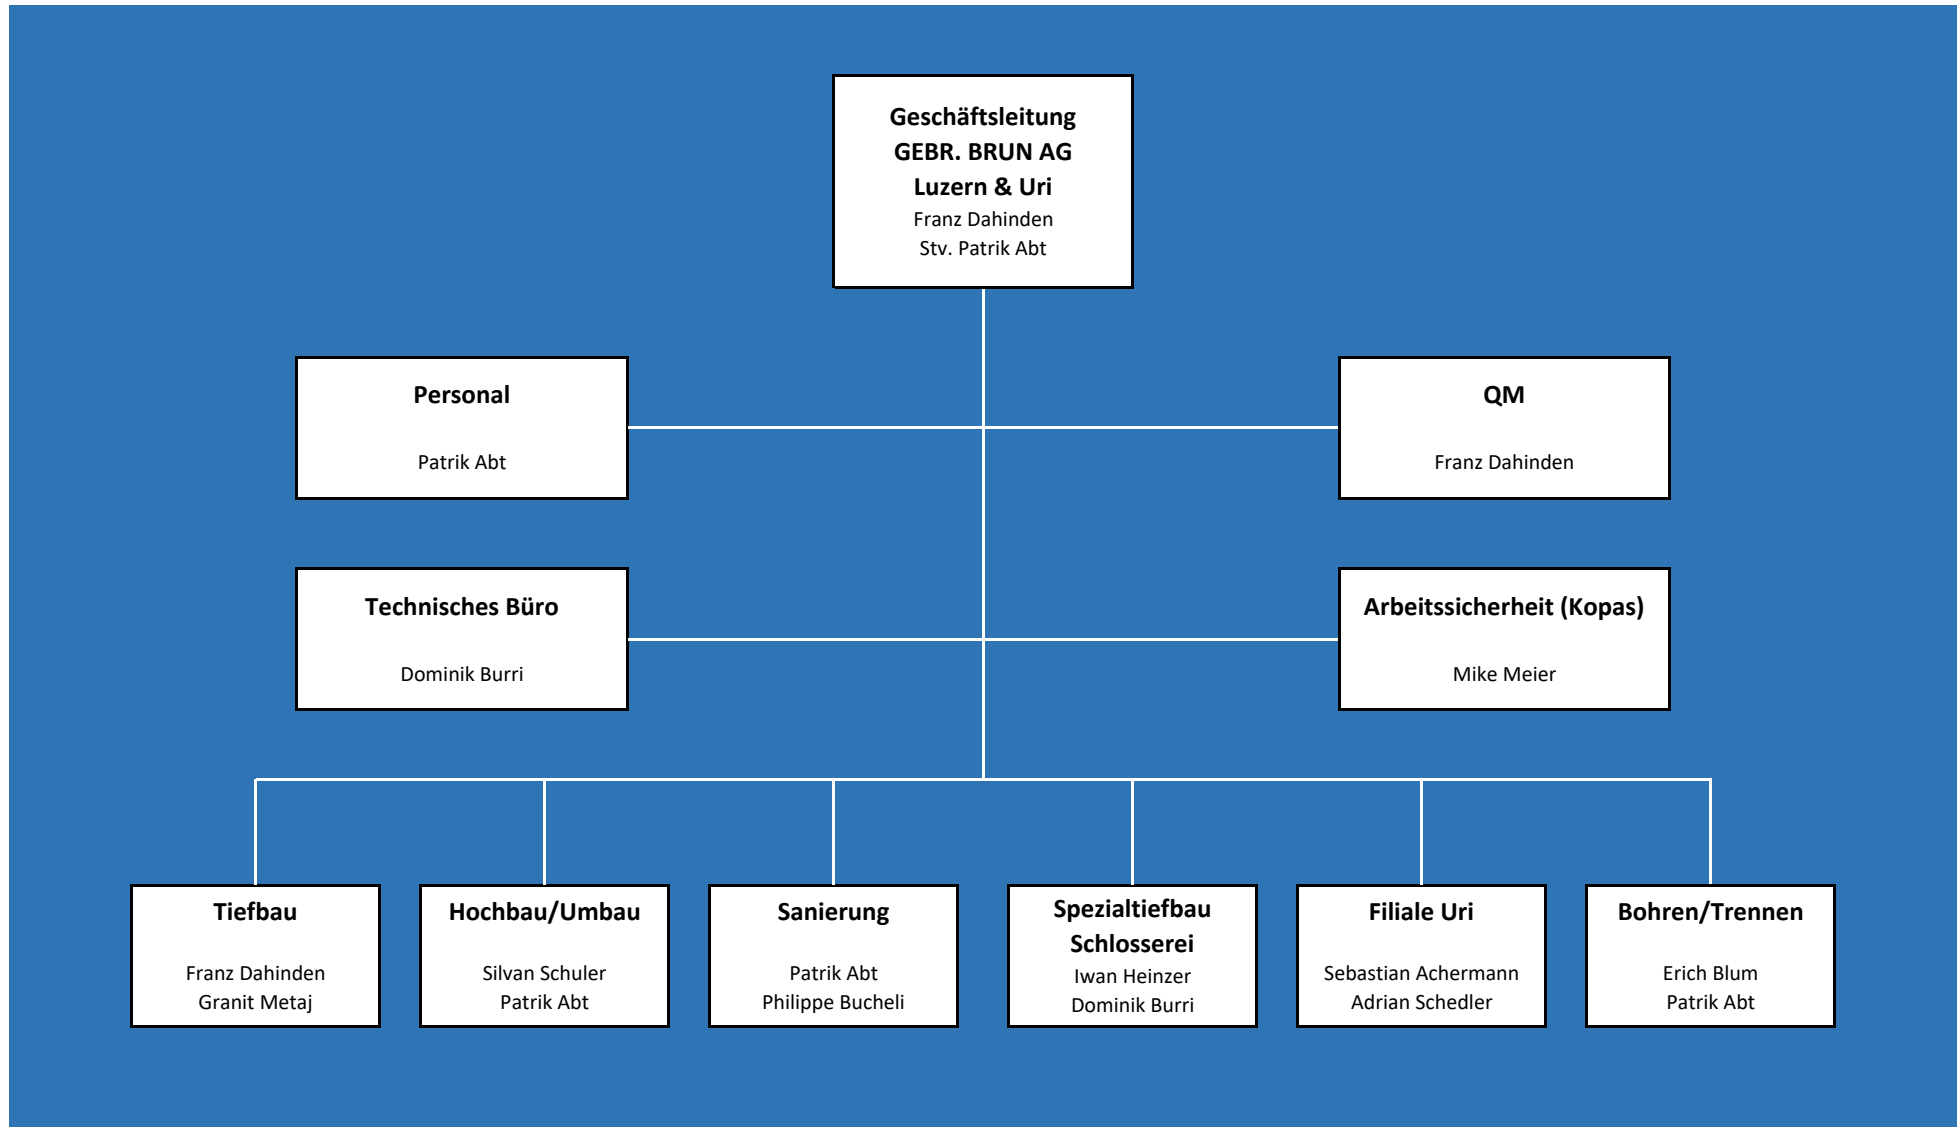 Geschäftsleitung
GEBR. BRUN AG
Luzern & Uri
Franz Dahinden
Stv. Patrik Abt
Personal
Patrik Abt
QM
Franz Dahinden
Technisches Büro
Dominik Burri
Arbeitssicherheit (Kopas)
Mike Meier
Tiefbau
Franz Dahinden
Granit Metaj
Hochbau/Umbau
Silvan Schuler
Patrik Abt
Sanierung
Patrik Abt
Philippe Bucheli
Spezialtiefbau
Schlosserei
Iwan Heinzer
Dominik Burri
Filiale Uri
Sebastian Achermann
Adrian Schedler
Bohren/Trennen
Erich Blum
Patrik Abt